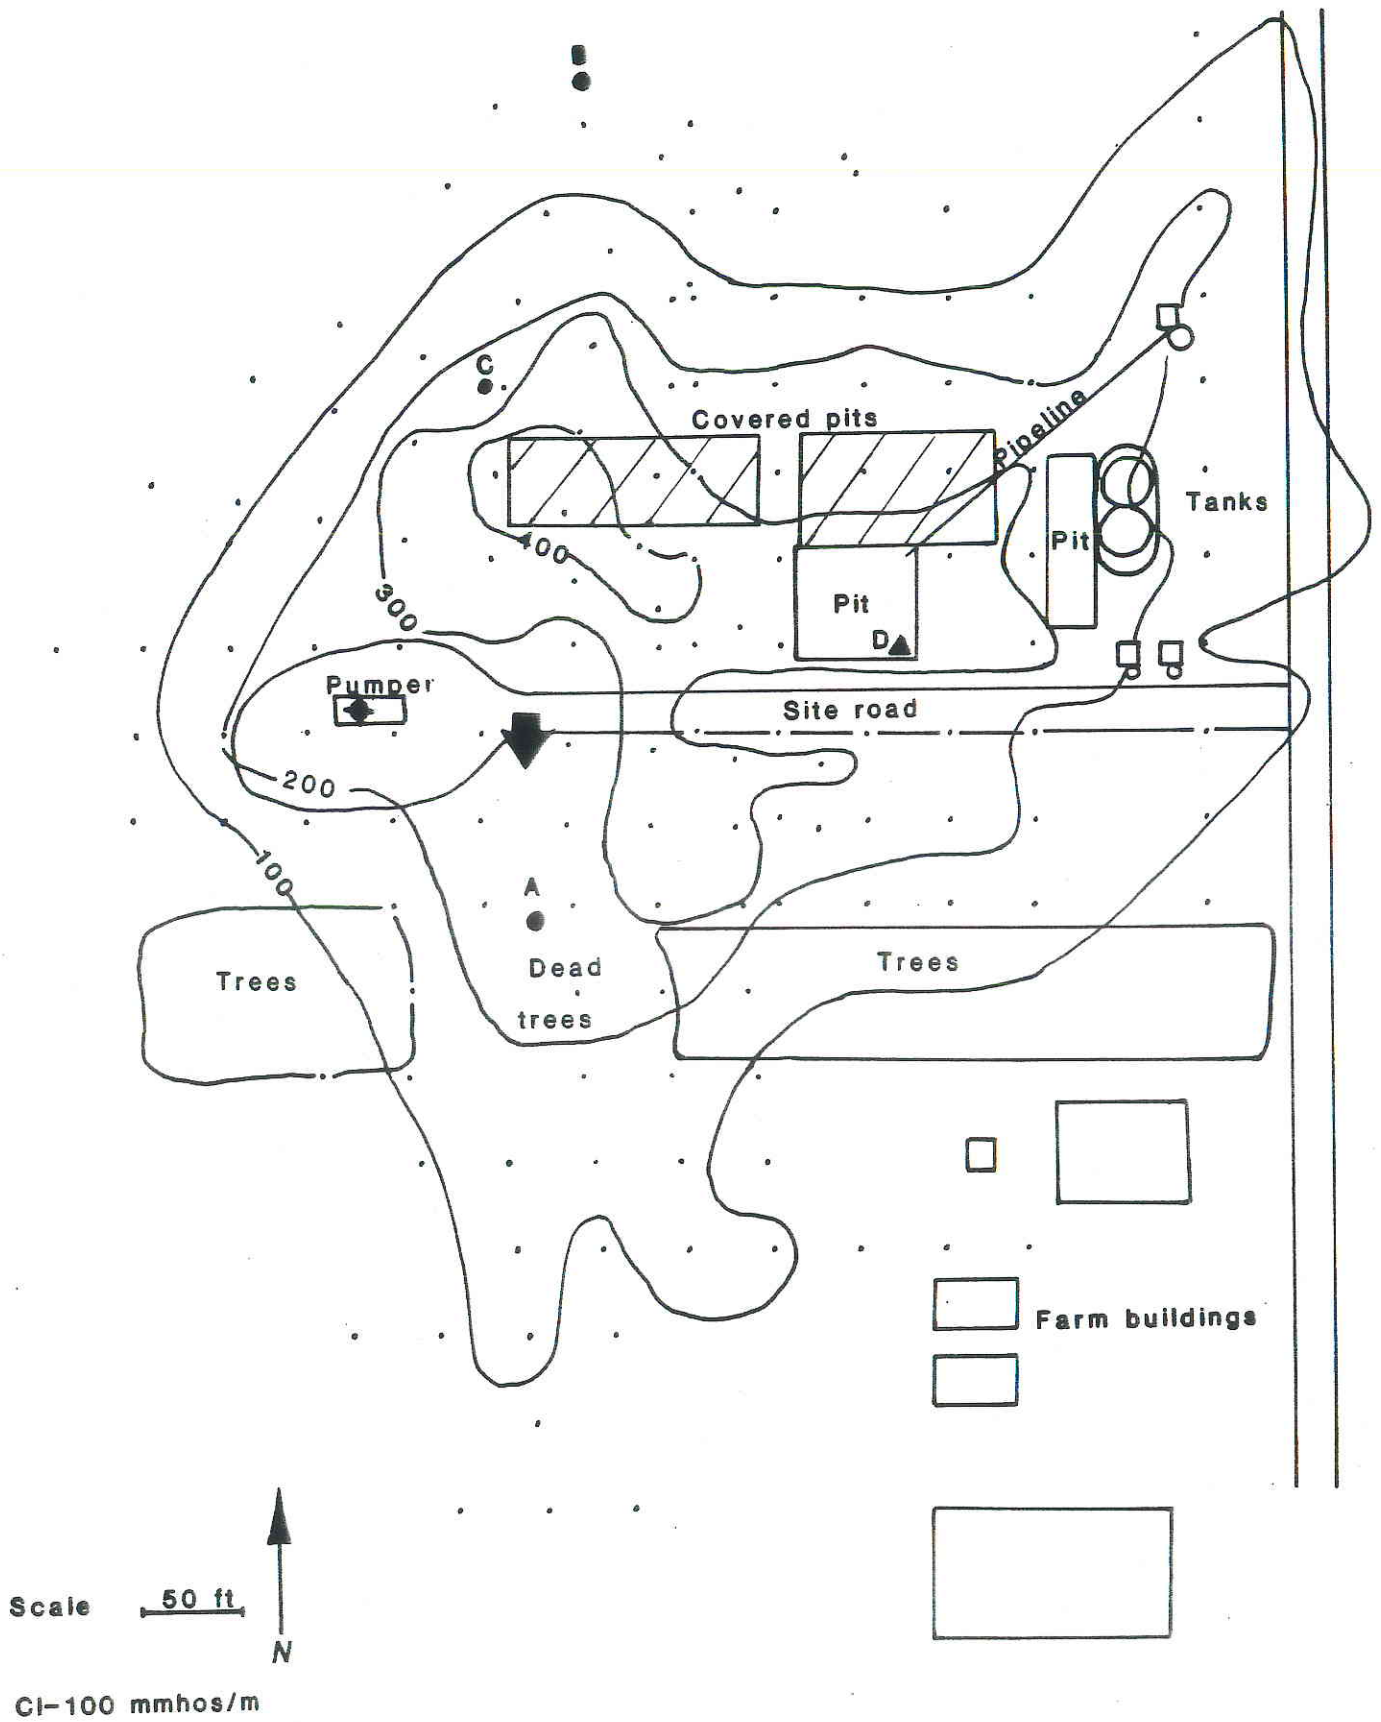 C
Covered pits
Pipeline
Tanks
400
Pit
300
Pit
D
Pumper
Site road
200
100
A
Trees
Dead
trees
Trees
Farm buildings
Scale
50 ft
N
CI-100 mmhos/m